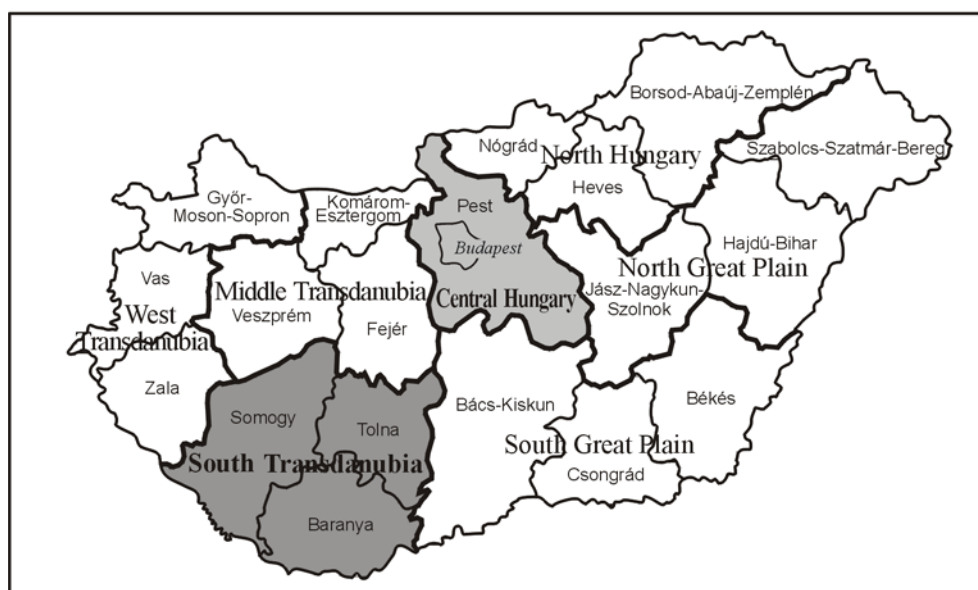 Borsod-Abaúj-Zemplén
Nógrád
North Hungary
Szabolcs-Szatmár-Bereg
Heves
Győr-
Moson-Sopron
Komárom-
Esztergom
Pest
Budapest
Hajdú-Bihar
Vas
Middle Transdanubia
Veszprém
Central Hungary
North Great Plain
Jász-Nagykun-
Szolnok
West
Transdanubia
Fejér
Zala
Somogy
Tolna
Bács-Kiskun
Békés
South Transdanubia
South Great Plain
Csongrád
Baranya